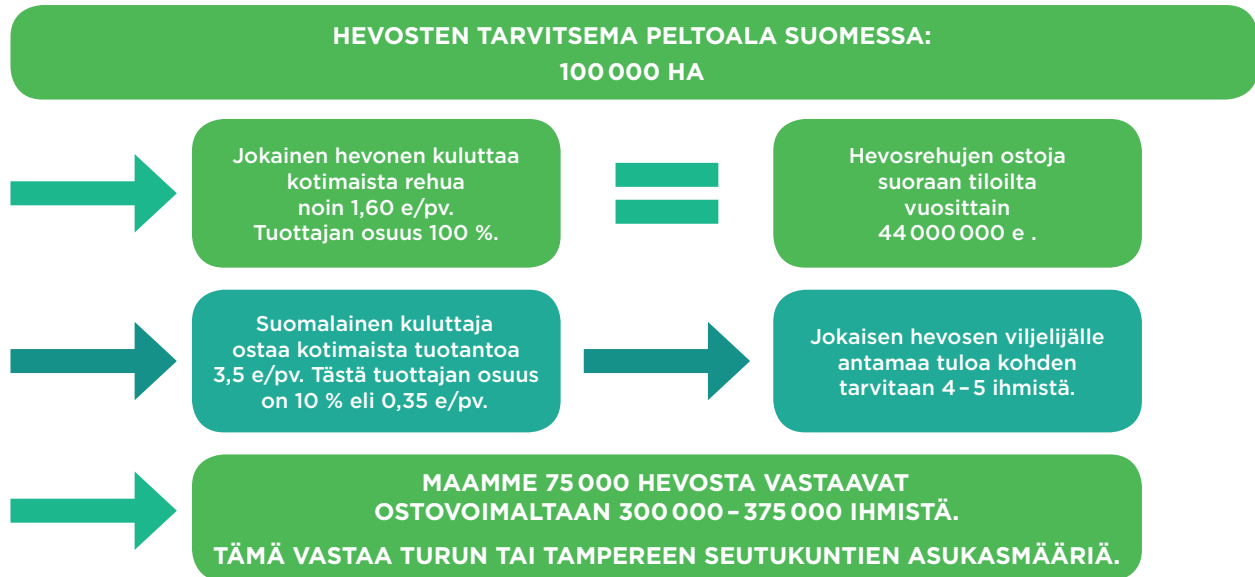 HEVOSTEN TARVITSEMA PELTOALA SUOMESSA:
100 000 HA
Jokainen hevonen kuluttaa
kotimaista rehua
noin 1,60 e/pv.
Tuottajan osuus 100 %.
Hevosrehujen ostoja
suoraan tiloilta
vuosittain
44 000 000 e .
Suomalainen kuluttaja
ostaa kotimaista tuotantoa
3,5 e/pv. Tästä tuottajan osuus
on 10 % eli 0,35 e/pv.
Jokaisen hevosen viljelijälle
antamaa tuloa kohden
tarvitaan 4 – 5 ihmistä.
MAAMME 75 000 HEVOSTA VASTAAVAT
OSTOVOIMALTAAN 300 000 – 375 000 IHMISTÄ.
TÄMÄ VASTAA TURUN TAI TAMPEREEN SEUTUKUNTIEN ASUKASMÄÄRIÄ.